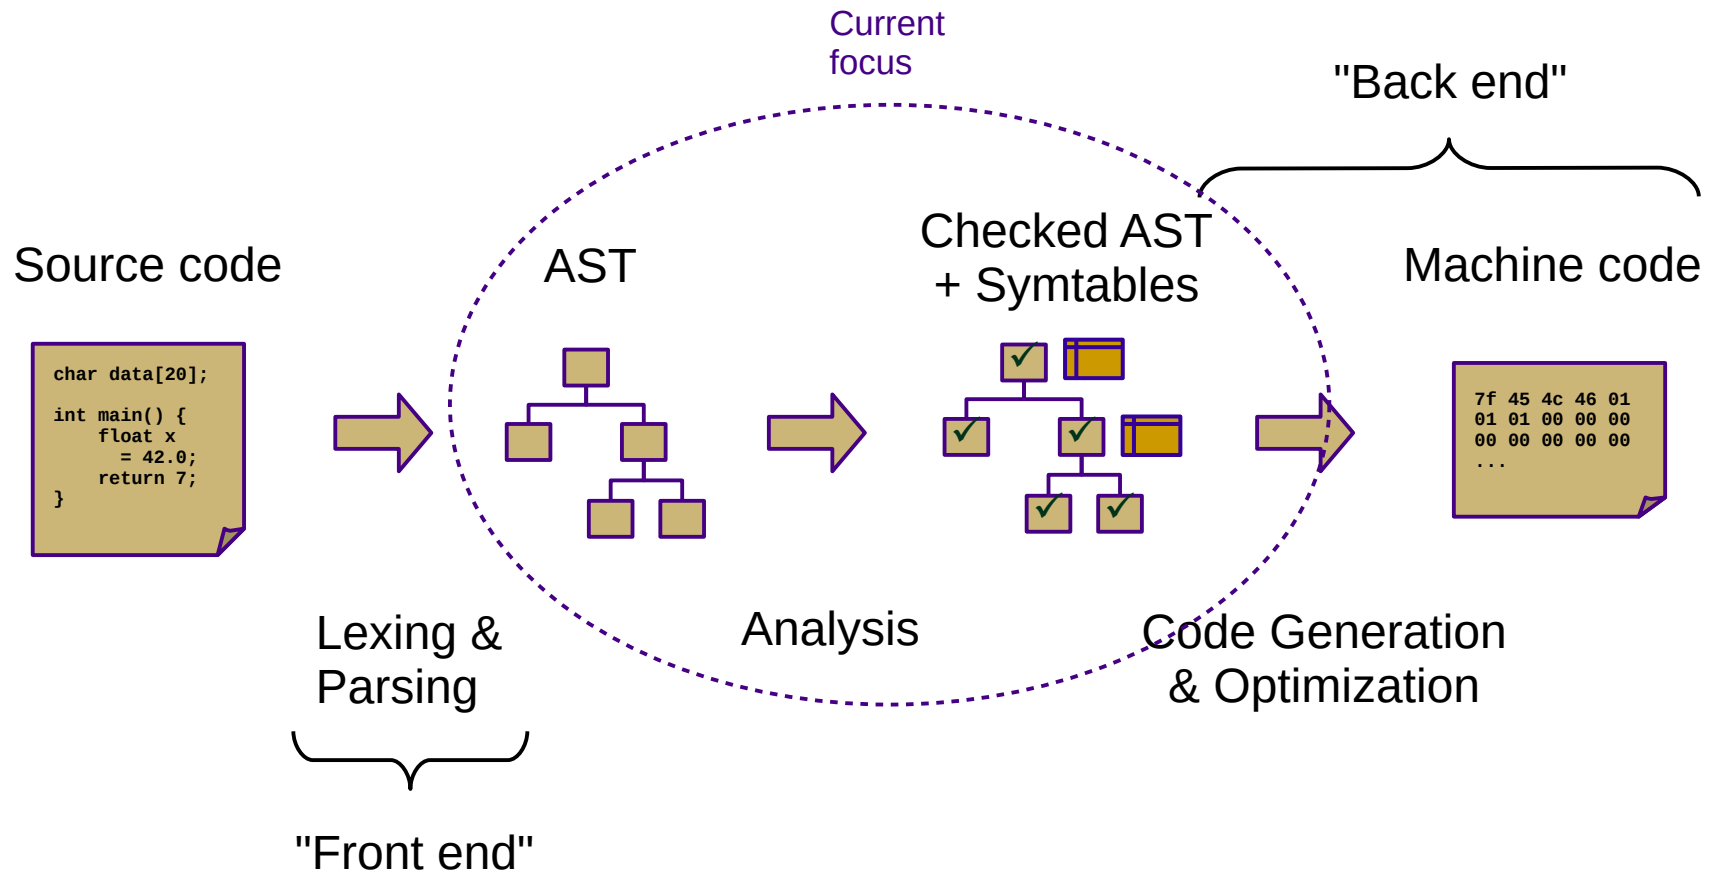 Current
focus
"Back end"
Source code
AST
Checked AST
+ Symtables
Machine code
char data[20];
int main() {
float x
= 42.0;
return 7;
}
7f 45 4c 46 01
01 01 00 00 00
00 00 00 00 00
...
Lexing &
Parsing
Analysis
Code Generation
& Optimization
"Front end"